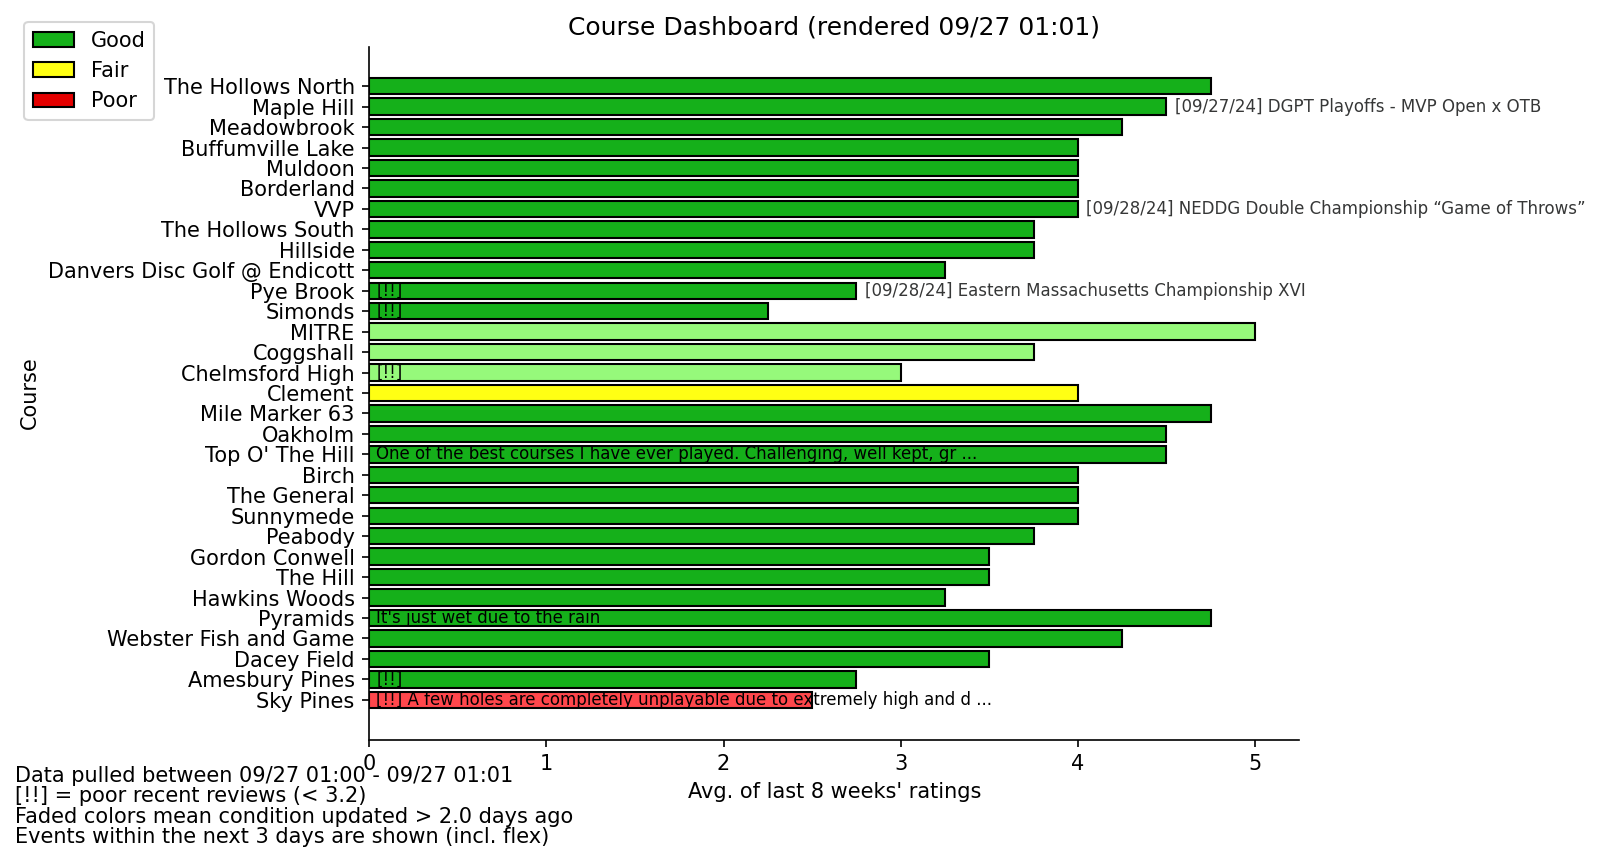 Course Dashboard (rendered 09/27 01:01)
Good
Fair
Poor
The Hollows North
Maple Hill [09/27/24] DGPT Playoffs - MVP Open x OTB
Meadowbrook
Buffumville Lake
Muldoon
Borderland
VVP [09/28/24] NEDDG Double Championship “Game of Throws”
The Hollows South
Hillside
Danvers Disc Golf @ Endicott
Pye Brook [!!] [09/28/24] Eastern Massachusetts Championship XVI
Simonds [!!]
MITRE
Coggshall
Chelmsford High [!!]
Clement
Mile Marker 63
Oakholm
Top O' The Hill One of the best courses I have ever played. Challenging, well kept, gr ...
Birch
The General
Sunnymede
Peabody
Gordon Conwell
The Hill
Hawkins Woods
Pyramids It's just wet due to the rain
Webster Fish and Game
Dacey Field
Amesbury Pines [!!]
Sky Pines [!!] A few holes are completely unplayable due to extremely high and d ...
Course
0 1 2 3 4 5
Avg. of last 8 weeks' ratings
Data pulled between 09/27 01:00 - 09/27 01:01
[!!] = poor recent reviews (< 3.2)
Faded colors mean condition updated > 2.0 days ago
Events within the next 3 days are shown (incl. flex)